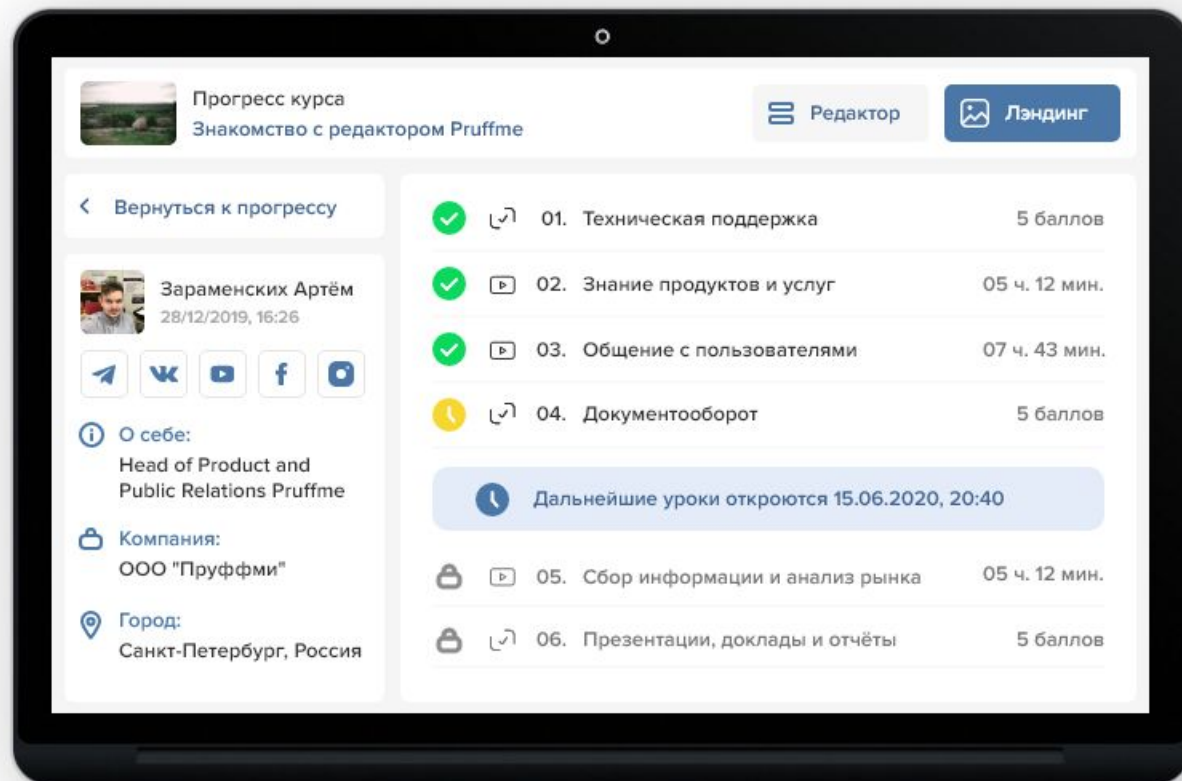 Прогресс курса
Знакомство с редактором Pruffme
Редактор
Лэндинг
Вернуться к прогрессу
Зараменских Артём
28/12/2019, 16:26
О себе:
Head of Product and
Public Relations Pruffme
Компания:
ООО "Пруффми"
Город:
Санкт-Петербург, Россия
01. Техническая поддержка 5 баллов
02. Знание продуктов и услуг 05 ч. 12 мин.
03. Общение с пользователями 07 ч. 43 мин.
04. Документооборот 5 баллов
Дальнейшие уроки откроются 15.06.2020, 20:40
05. Сбор информации и анализ рынка 05 ч. 12 мин.
06. Презентации, доклады и отчёты 5 баллов